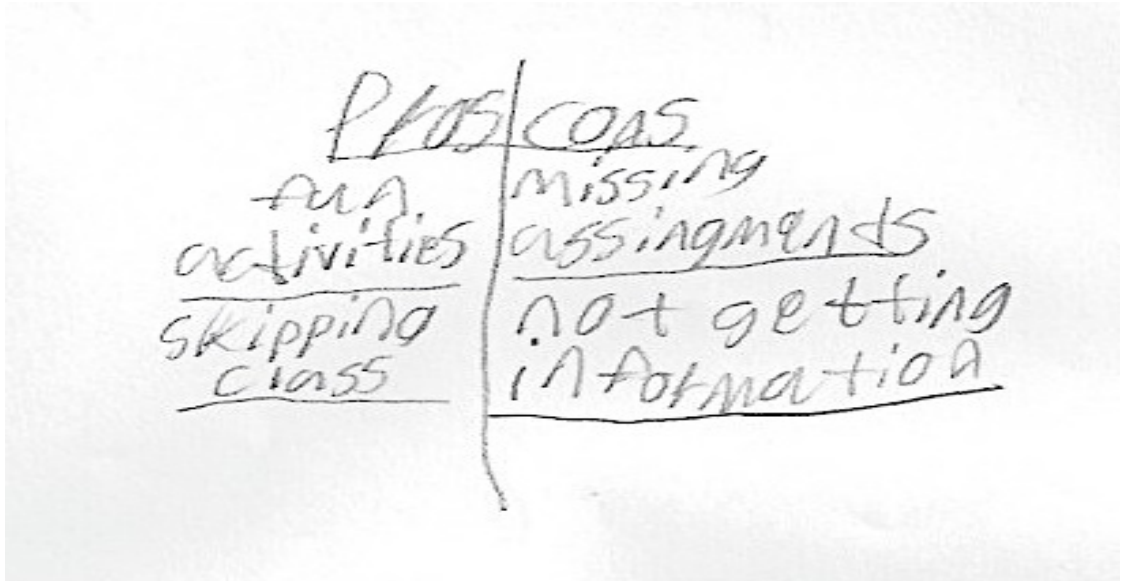 Pros cons
fun missing
activities assingments
skipping not getting
class information